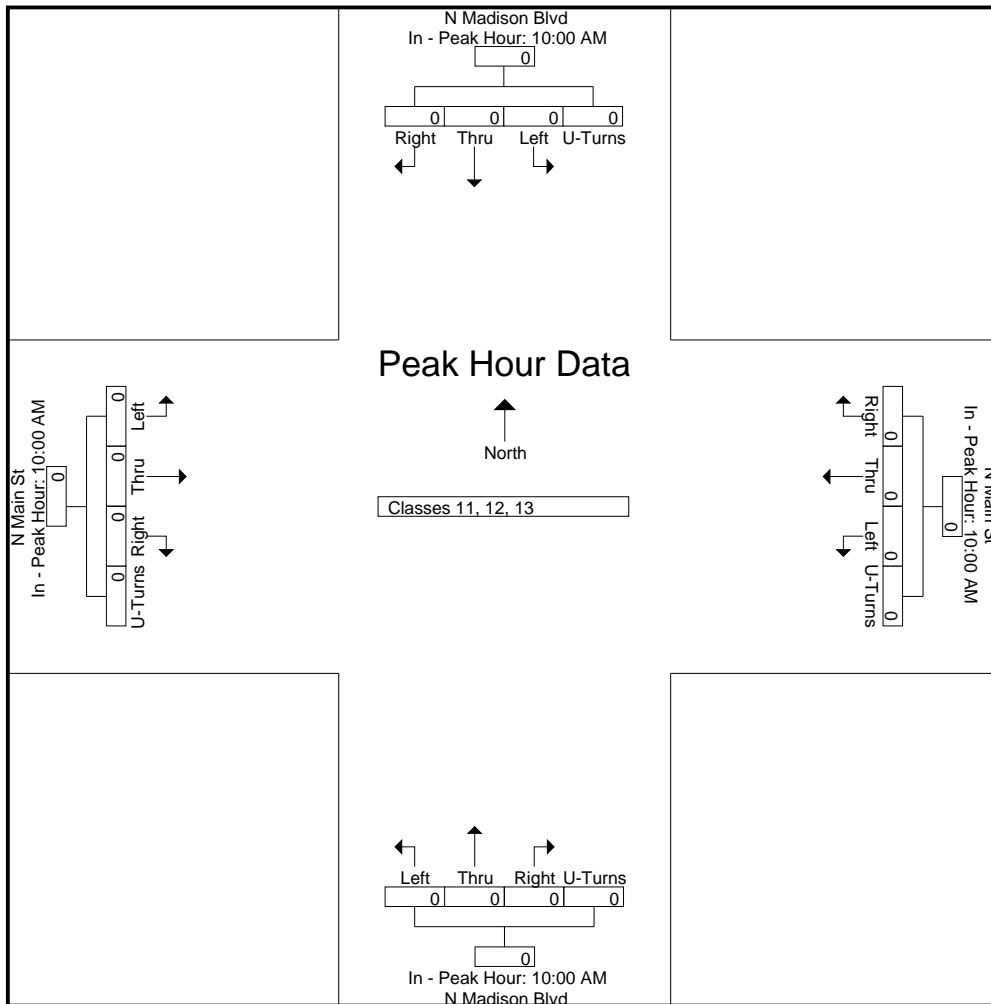 N Madison Blvd
In - Peak Hour: 10:00 AM
0
0 0 0 0
Right Thru Left U-Turns
Peak Hour Data
North
Classes 11, 12, 13
N Main St
In - Peak Hour: 10:00 AM
0
0 0 0 0
Left Thru Right U-Turns
N Main St
In - Peak Hour: 10:00 AM
0
0 0 0 0
Right Thru Left U-Turns
Left Thru Right U-Turns
0 0 0 0
0
In - Peak Hour: 10:00 AM
N Madison Blvd